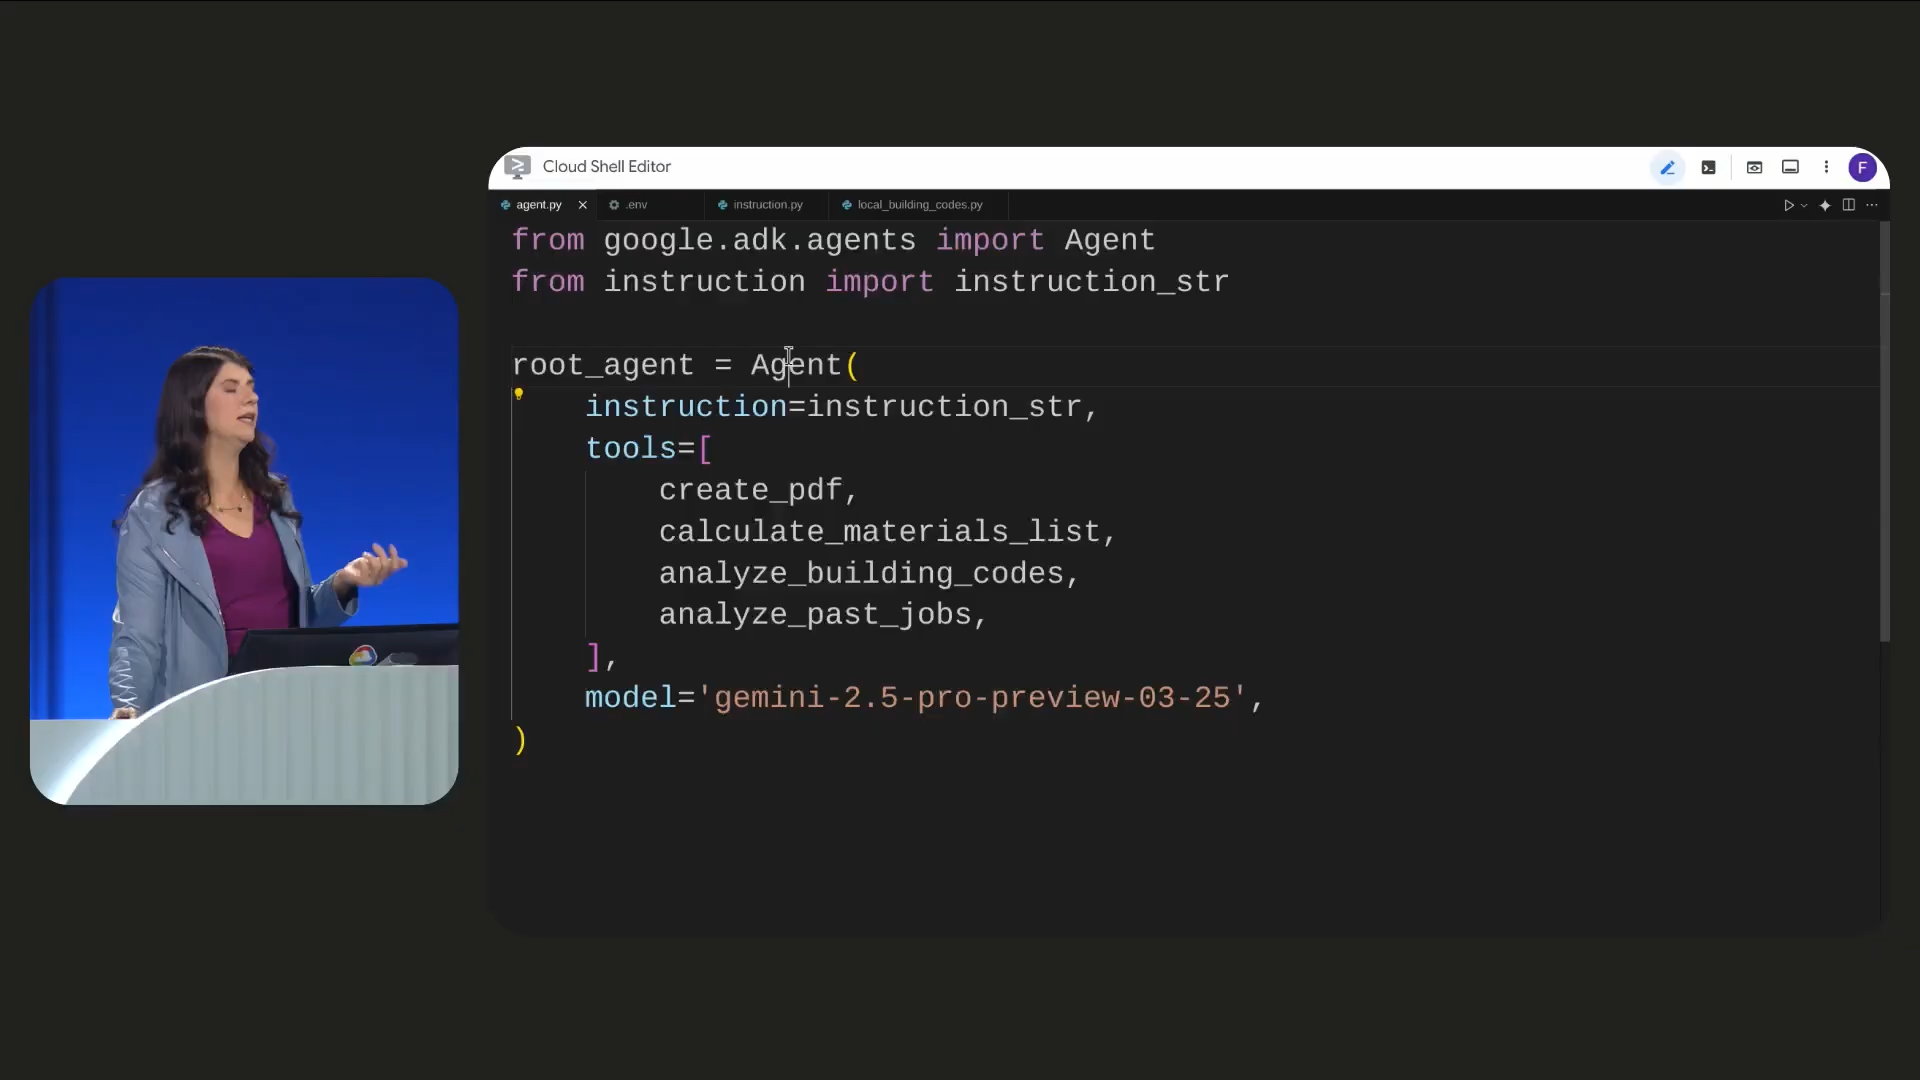 Cloud Shell Editor
F
agent.py
.env
instruction.py
local_building_codes.py
from google.adk.agents import Agent
from instruction import instruction_str
root_agent = Agent(
instruction=instruction_str,
tools=[
create_pdf,
calculate_materials_list,
analyze_building_codes,
analyze_past_jobs,
],
model='gemini-2.5-pro-preview-03-25',
)